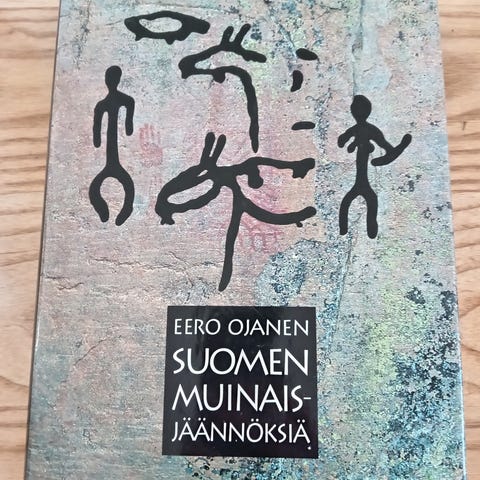 EERO OJANEN
SUOMEN
MUINAIS-
JÄÄNNÖKSIÄ